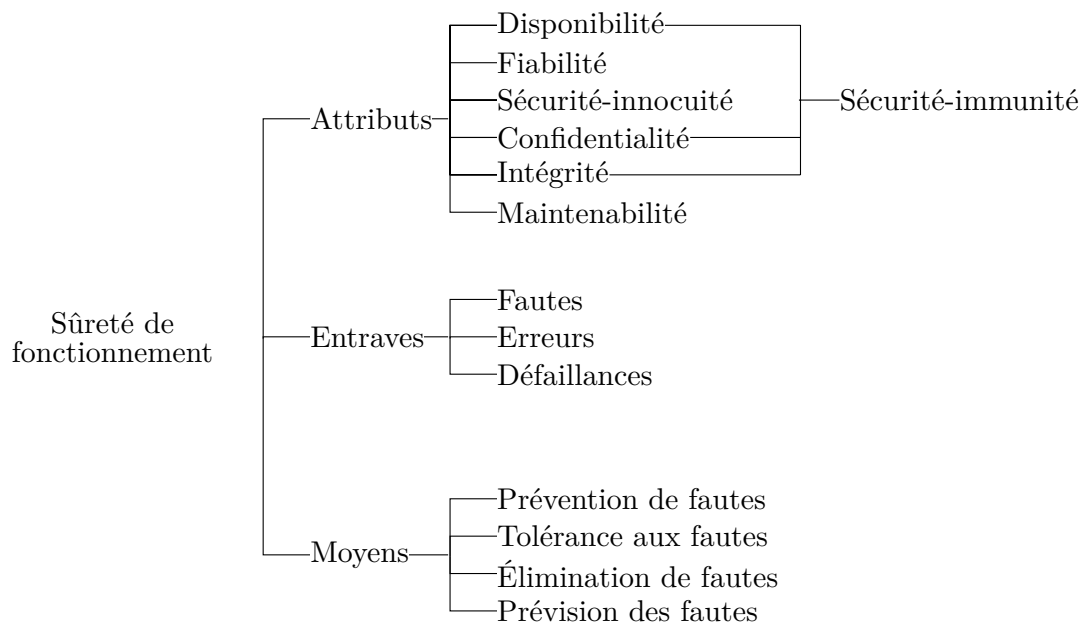 Disponibilité
Fiabilité
Sécurité-innocuité
Sécurité-immunité
Attributs
Confidentialité
Intégrité
Maintenabilité
Sûreté de
fonctionnement
Fautes
Entraves
Erreurs
Défaillances
Prévention de fautes
Tolérance aux fautes
Moyens
Élimination de fautes
Prévision des fautes